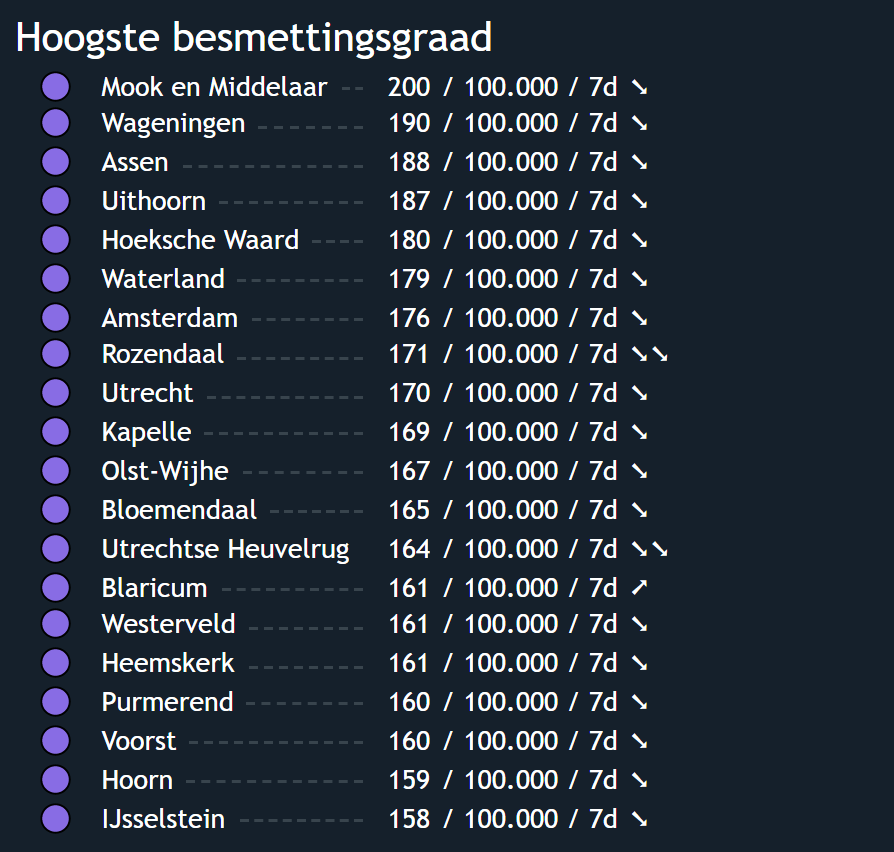 Hoogste besmettingsgraad
Mook en Middelaar -- 200 / 100.000 / 7d ↘
Wageningen ------- 190 / 100.000 / 7d ↘
Assen ------------ 188 / 100.000 / 7d ↘
Uithoorn ---------- 187 / 100.000 / 7d ↘
Hoeksche Waard ---- 180 / 100.000 / 7d ↘
Waterland --------- 179 / 100.000 / 7d ↘
Amsterdam -------- 176 / 100.000 / 7d ↘
Rozendaal --------- 171 / 100.000 / 7d ↘↘
Utrecht ----------- 170 / 100.000 / 7d ↘
Kapelle ----------- 169 / 100.000 / 7d ↘
Olst-Wijhe -------- 167 / 100.000 / 7d ↘
Bloemendaal ------- 165 / 100.000 / 7d ↘
Utrechtse Heuvelrug 164 / 100.000 / 7d ↘↘
Blaricum ---------- 161 / 100.000 / 7d ↗
Westerveld -------- 161 / 100.000 / 7d ↘
Heemskerk -------- 161 / 100.000 / 7d ↘
Purmerend -------- 160 / 100.000 / 7d ↘
Voorst ------------ 160 / 100.000 / 7d ↘
Hoorn ------------ 159 / 100.000 / 7d ↘
IJsselstein --------- 158 / 100.000 / 7d ↘